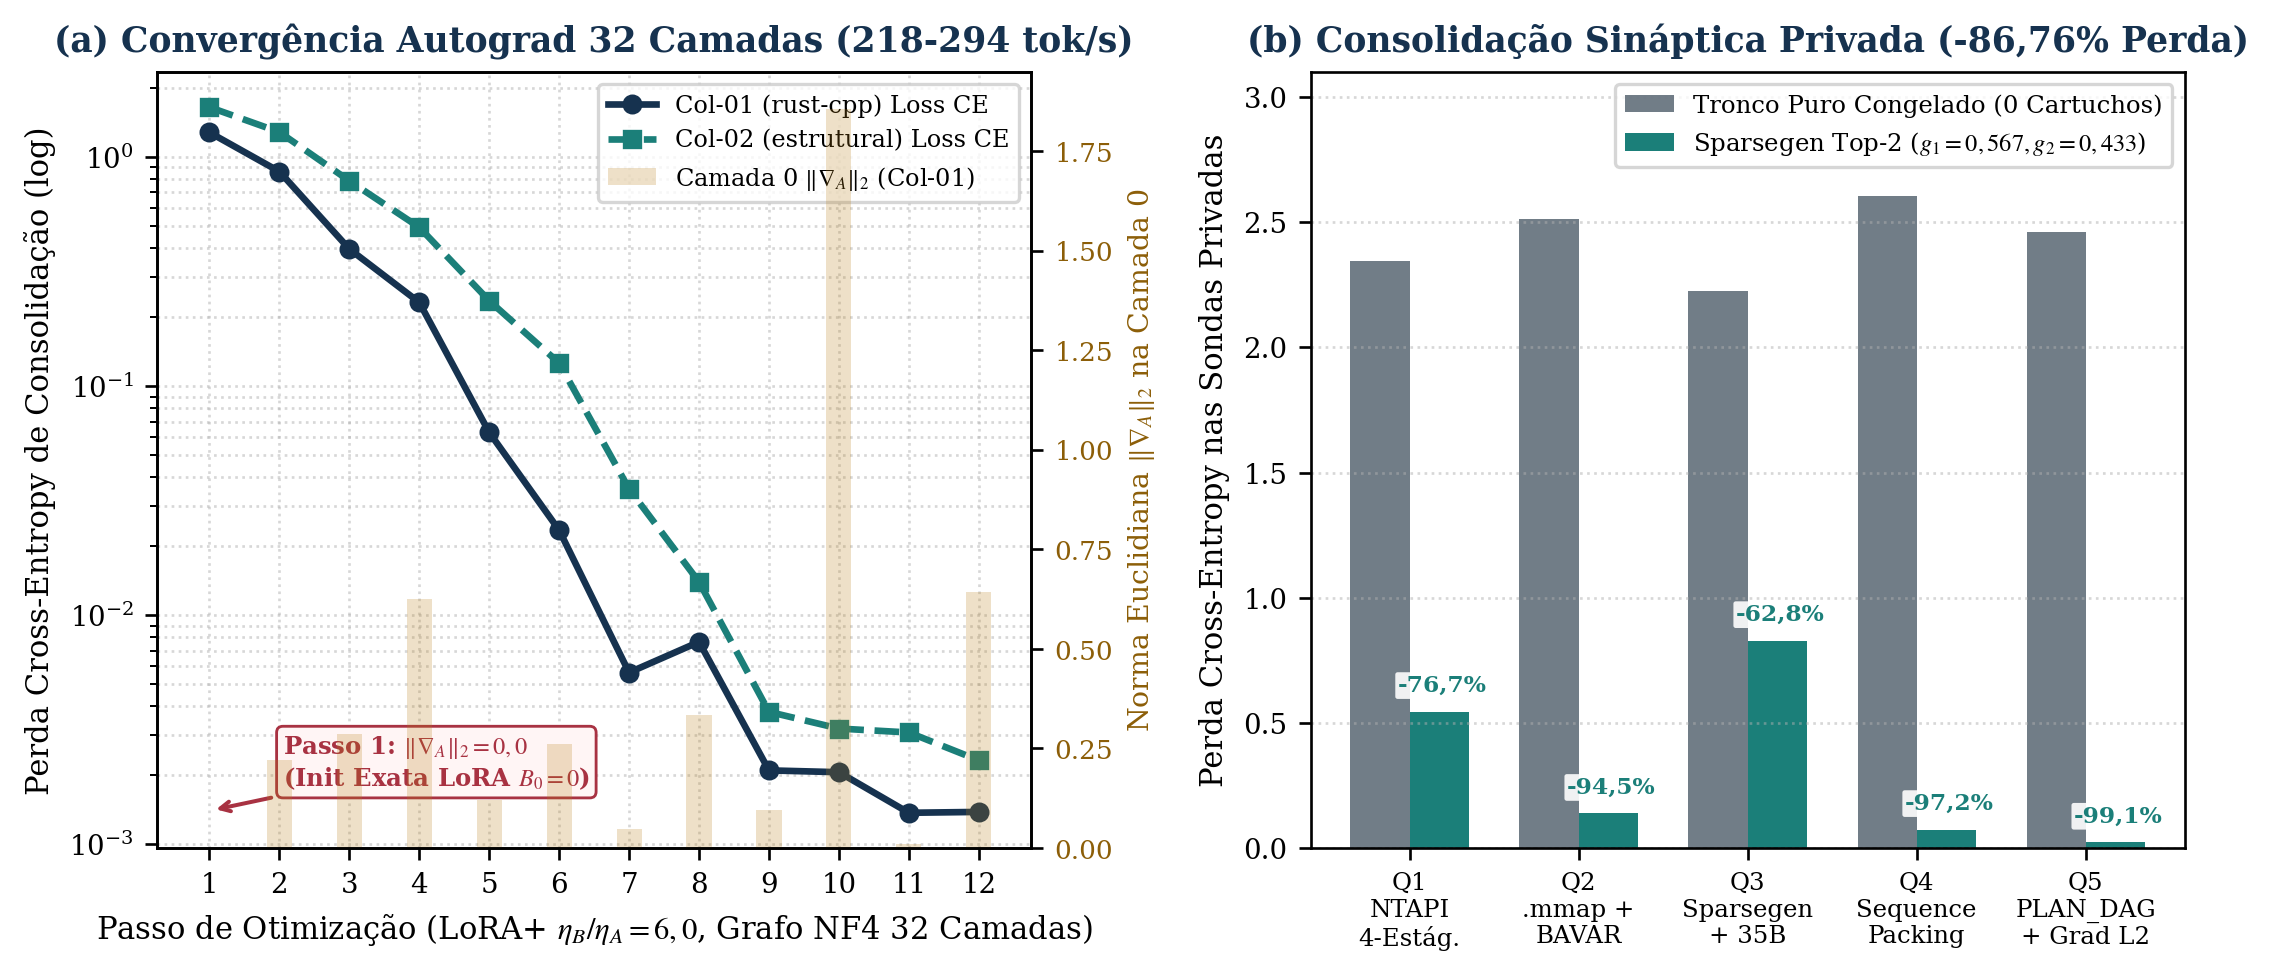 (a) Convergência Autograd 32 Camadas (218-294 tok/s)
Perda Cross-Entropy de Consolidação (log)
10⁰
10⁻¹
10⁻²
10⁻³
Col-01 (rust-cpp) Loss CE
Col-02 (estrutural) Loss CE
Camada 0 ‖∇_A‖₂ (Col-01)
Passo 1: ‖∇_A‖₂=0,0
(Init Exata LoRA B₀=0)
1 2 3 4 5 6 7 8 9 10 11 12
Passo de Otimização (LoRA+ η_B/η_A=6,0, Grafo NF4 32 Camadas)
1.75
1.50
1.25
1.00
0.75
0.50
0.25
0.00
Norma Euclidiana ‖∇_A‖₂ na Camada 0
(b) Consolidação Sináptica Privada (-86,76% Perda)
Perda Cross-Entropy nas Sondas Privadas
3.0
2.5
2.0
1.5
1.0
0.5
0.0
Tronco Puro Congelado (0 Cartuchos)
Sparsegen Top-2 (g₁=0,567, g₂=0,433)
-76,7%
-94,5%
-62,8%
-97,2%
-99,1%
Q1
NTAPI
4-Estág.
Q2
.mmap +
BAVAR
Q3
Sparsegen
+ 35B
Q4
Sequence
Packing
Q5
PLAN_DAG
+ Grad L2